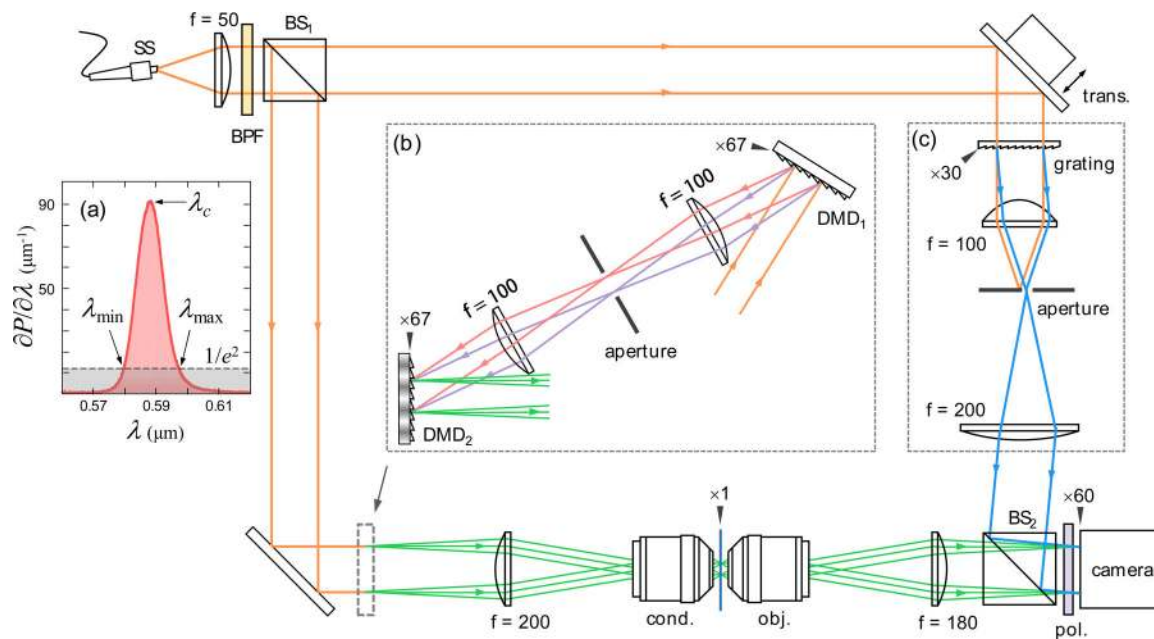 f = 50
SS
BS1
BPF
trans.
(a)
λc
90
50
λmin
λmax
1/e²
∂P/∂λ (μm⁻¹)
0.57
0.59
0.61
λ (μm)
(b)
×67
DMD1
f = 100
f = 100
aperture
×67
DMD2
(c)
×30
grating
f = 100
aperture
f = 200
×1
BS2
×60
camera
f = 200
cond.
obj.
f = 180
pol.